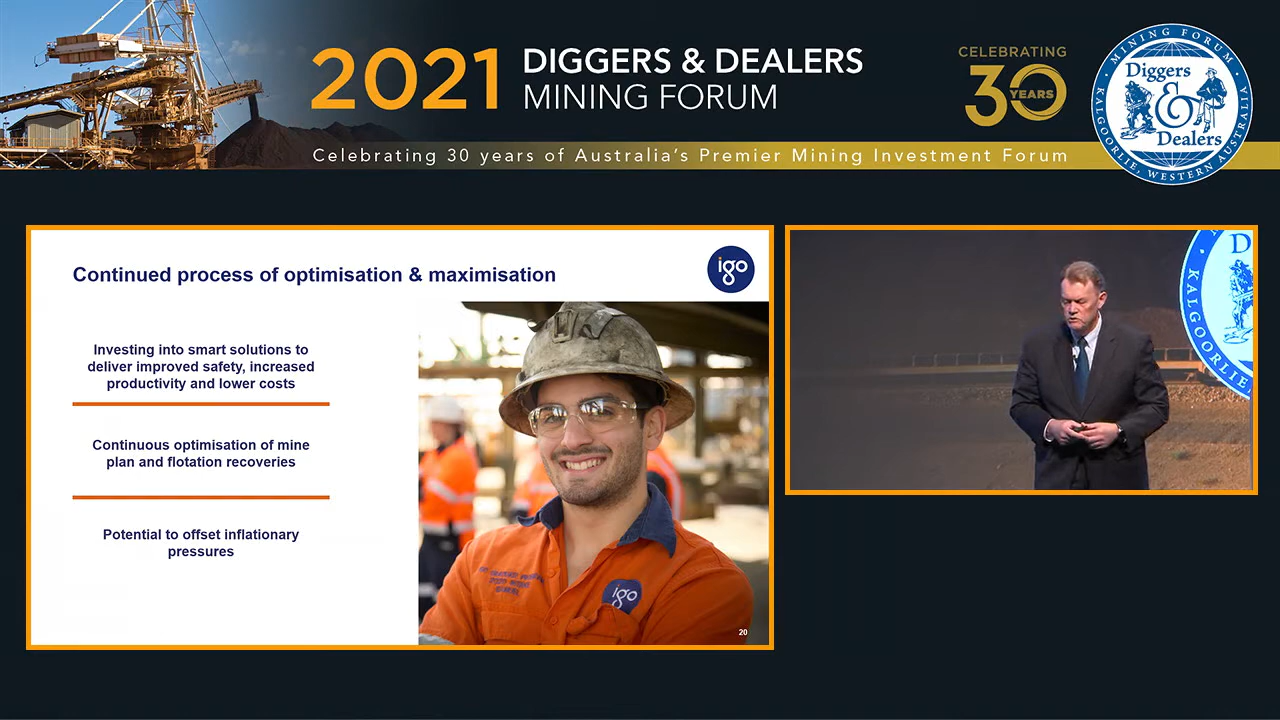 2021 DIGGERS & DEALERS
MINING FORUM
CELEBRATING
30 YEARS
Celebrating 30 years of Australia's Premier Mining Investment Forum
MINING FORUM
Diggers
&
Dealers
KALGOORLIE, WESTERN AUSTRALIA
Continued process of optimisation & maximisation
igo
Investing into smart solutions to
deliver improved safety, increased
productivity and lower costs
Continuous optimisation of mine
plan and flotation recoveries
Potential to offset inflationary
pressures
igo
20
D
KALGOORLIE